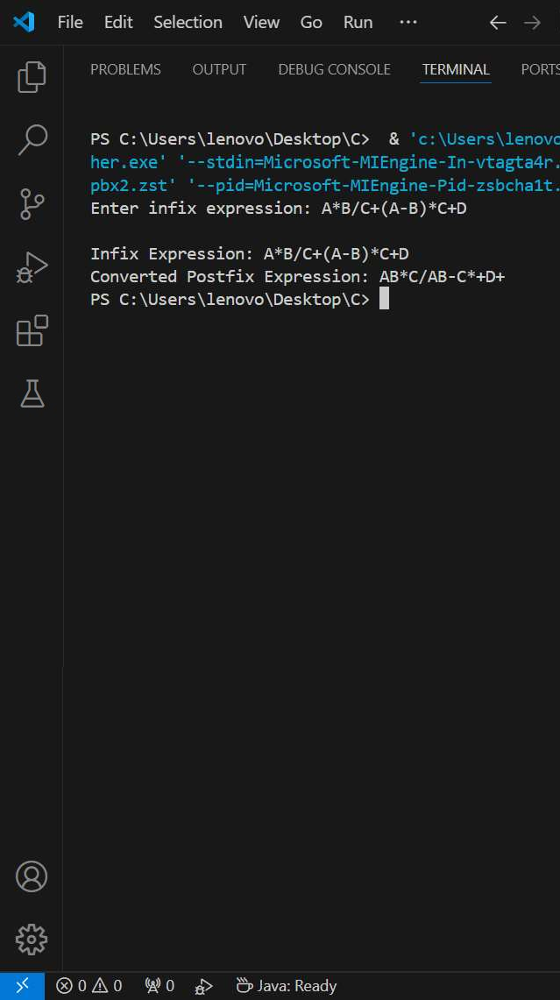 File Edit Selection View Go Run ···
PROBLEMS OUTPUT DEBUG CONSOLE TERMINAL PORTS
PS C:\Users\lenovo\Desktop\C>  & 'c:\Users\lenovo
her.exe' '--stdin=Microsoft-MIEngine-In-vtagta4r.
pbx2.zst' '--pid=Microsoft-MIEngine-Pid-zsbcha1t.
Enter infix expression: A*B/C+(A-B)*C+D
Infix Expression: A*B/C+(A-B)*C+D
Converted Postfix Expression: AB*C/AB-C*+D+
PS C:\Users\lenovo\Desktop\C>
0 0 0 Java: Ready